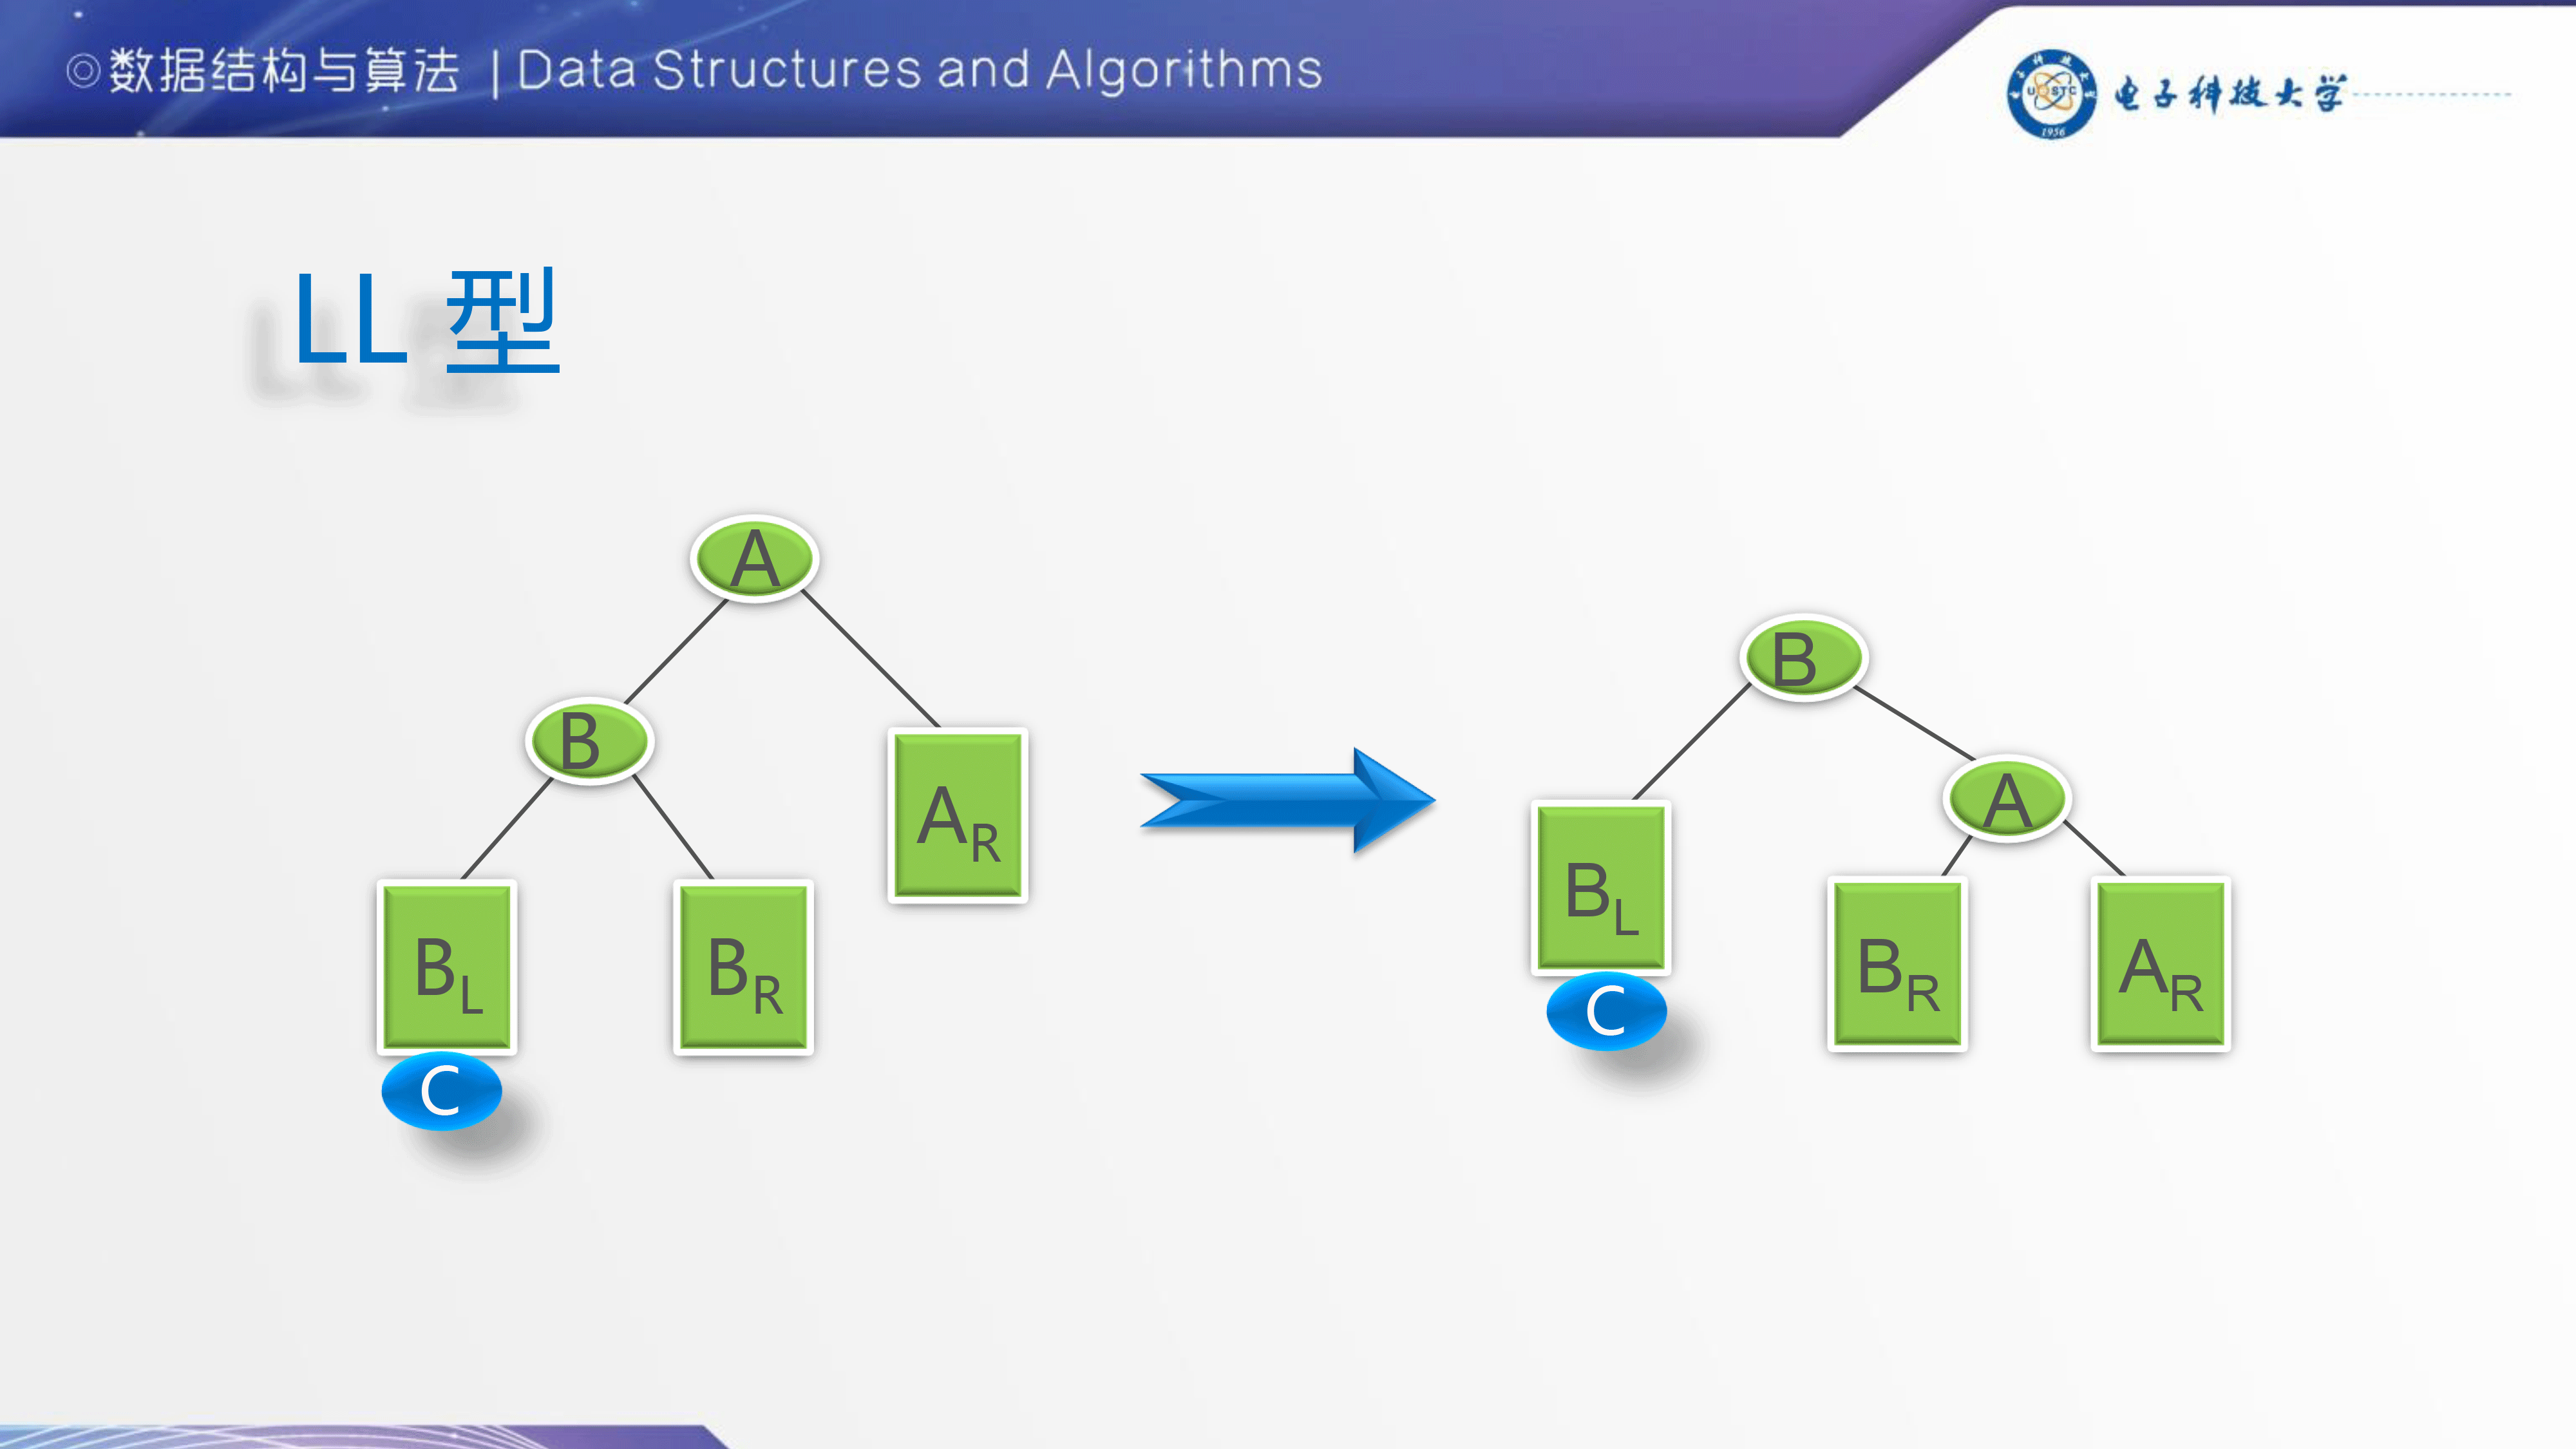 ◎数据结构与算法 | Data Structures and Algorithms
UESTC
1956
电子科技大学
LL 型
A
B
A_R
B_L
B_R
C
B
A
B_L
B_R
A_R
C